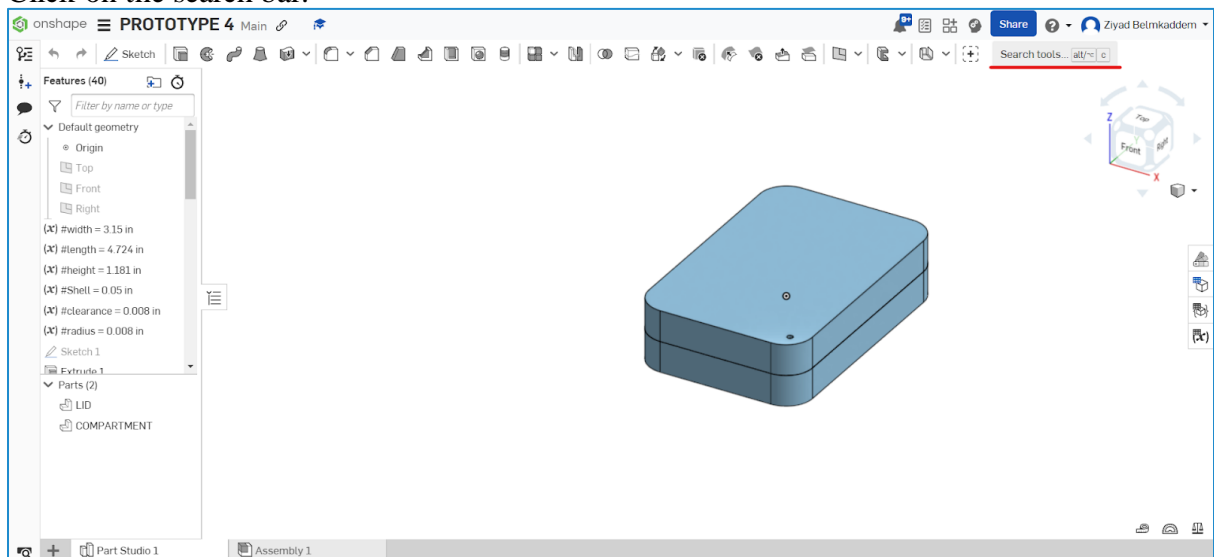 Click on the search bar.
onshape PROTOTYPE 4 Main
Share
Ziyad Belmkaddem
Sketch
Search tools... alt/⌥ c
Features (40)
Filter by name or type
Default geometry
Origin
Top
Front
Right
(x) #width = 3.15 in
(x) #length = 4.724 in
(x) #height = 1.181 in
(x) #Shell = 0.05 in
(x) #clearance = 0.008 in
(x) #radius = 0.008 in
Sketch 1
Extrude 1
Parts (2)
LID
COMPARTMENT
Z
Top
Y
Front
Right
X
(x)
Part Studio 1
Assembly 1